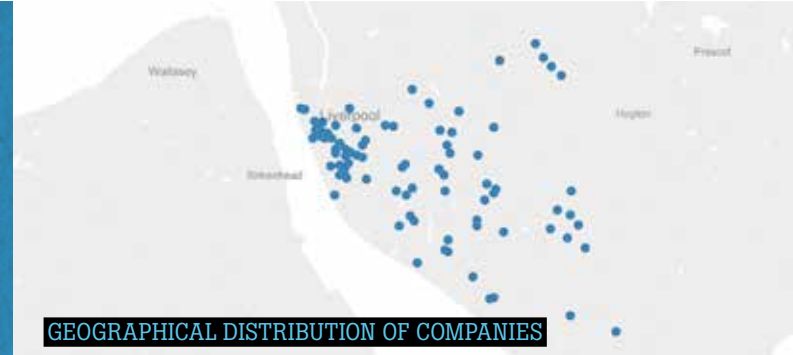 Wallasey
Prescot
Liverpool
Huyton
Birkenhead
GEOGRAPHICAL DISTRIBUTION OF COMPANIES